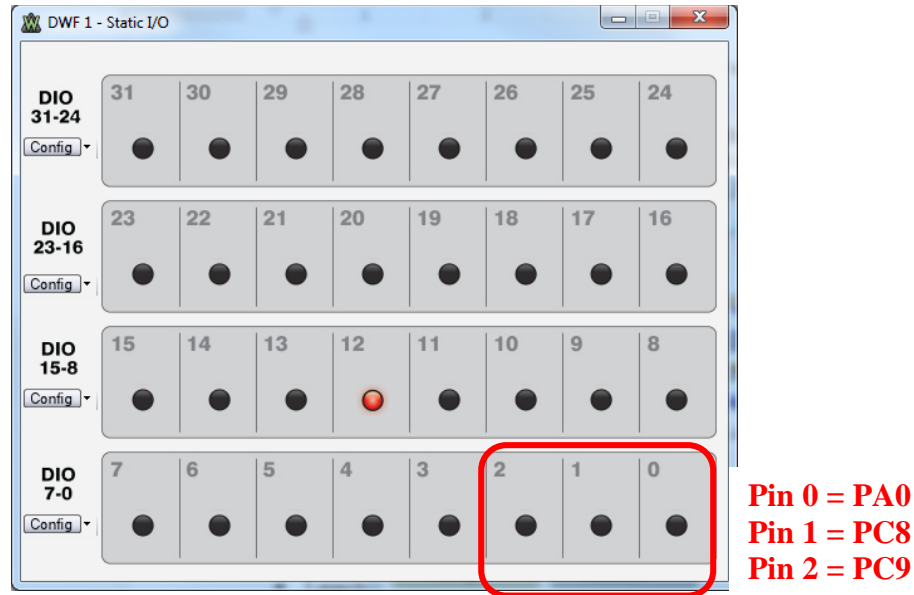 DWF 1 - Static I/O
DIO
31-24
Config
31 30 29 28 27 26 25 24
DIO
23-16
Config
23 22 21 20 19 18 17 16
DIO
15-8
Config
15 14 13 12 11 10 9 8
DIO
7-0
Config
7 6 5 4 3 2 1 0
Pin 0 = PA0
Pin 1 = PC8
Pin 2 = PC9